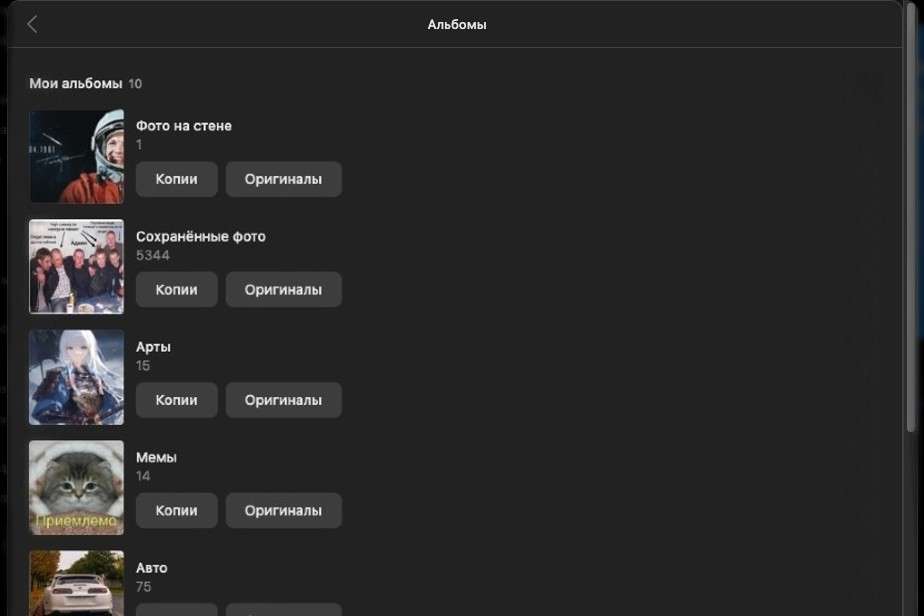 Альбомы
Мои альбомы 10
04.1961
Фото на стене
1
Копии
Оригиналы
Сохранённые фото
5344
Копии
Оригиналы
Арты
15
Копии
Оригиналы
Мемы
14
Приемлемо
Копии
Оригиналы
Авто
75